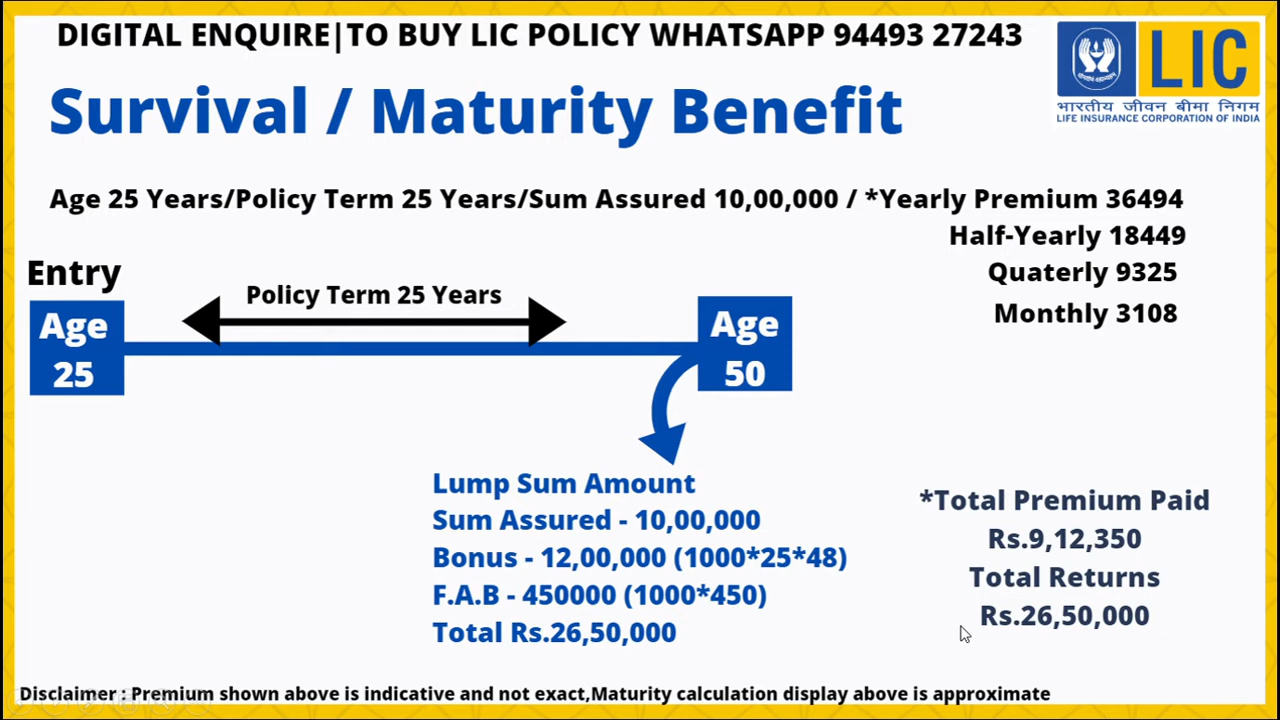 DIGITAL ENQUIRE|TO BUY LIC POLICY WHATSAPP 94493 27243
LIC
भारतीय जीवन बीमा निगम
LIFE INSURANCE CORPORATION OF INDIA
Survival / Maturity Benefit
Age 25 Years/Policy Term 25 Years/Sum Assured 10,00,000 / *Yearly Premium 36494
Half-Yearly 18449
Quaterly 9325
Monthly 3108
Entry
Age
25
Policy Term 25 Years
Age
50
Lump Sum Amount
Sum Assured - 10,00,000
Bonus - 12,00,000 (1000*25*48)
F.A.B - 450000 (1000*450)
Total Rs.26,50,000
*Total Premium Paid
Rs.9,12,350
Total Returns
Rs.26,50,000
Disclaimer : Premium shown above is indicative and not exact,Maturity calculation display above is approximate